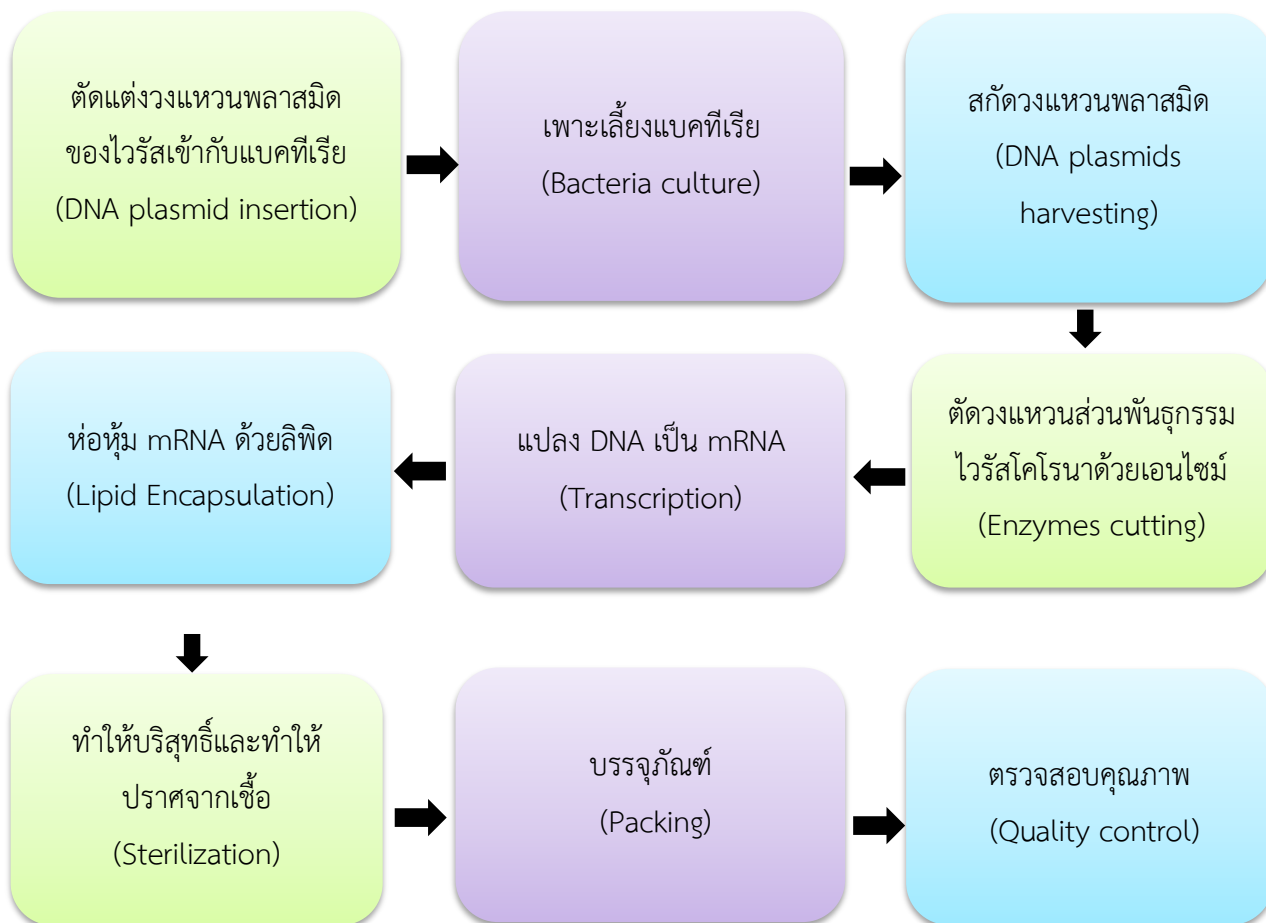 ตัดแต่งวงแหวนพลาสมิด
ของไวรัสเข้ากับแบคทีเรีย
(DNA plasmid insertion)
เพาะเลี้ยงแบคทีเรีย
(Bacteria culture)
สกัดวงแหวนพลาสมิด
(DNA plasmids
harvesting)
ตัดวงแหวนส่วนพันธุกรรม
ไวรัสโคโรนาด้วยเอนไซม์
(Enzymes cutting)
แปลง DNA เป็น mRNA
(Transcription)
ห่อหุ้ม mRNA ด้วยลิพิด
(Lipid Encapsulation)
ทำให้บริสุทธิ์และทำให้
ปราศจากเชื้อ
(Sterilization)
บรรจุภัณฑ์
(Packing)
ตรวจสอบคุณภาพ
(Quality control)